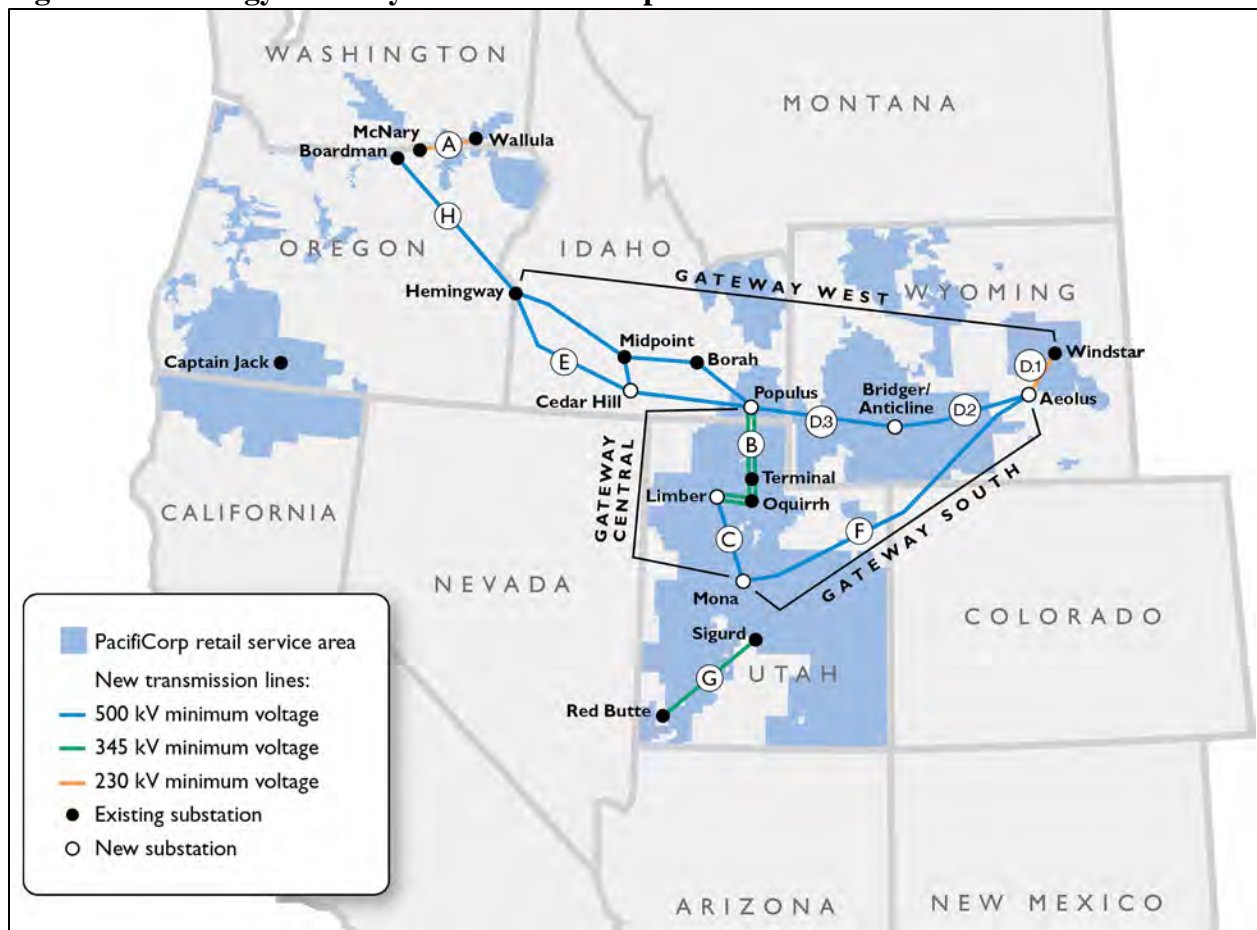 WASHINGTON
MONTANA
McNary
A
Wallula
Boardman
H
OREGON
IDAHO
GATEWAY WEST
WYOMING
Hemingway
Captain Jack
Midpoint
Borah
Windstar
D.1
E
Cedar Hill
Populus
Bridger/
Anticline
D.2
Aeolus
D.3
B
GATEWAY
CENTRAL
Terminal
Limber
Oquirrh
CALIFORNIA
C
F
GATEWAY SOUTH
NEVADA
Mona
COLORADO
Sigurd
G
UTAH
Red Butte
PacifiCorp retail service area
New transmission lines:
500 kV minimum voltage
345 kV minimum voltage
230 kV minimum voltage
Existing substation
New substation
ARIZONA
NEW MEXICO